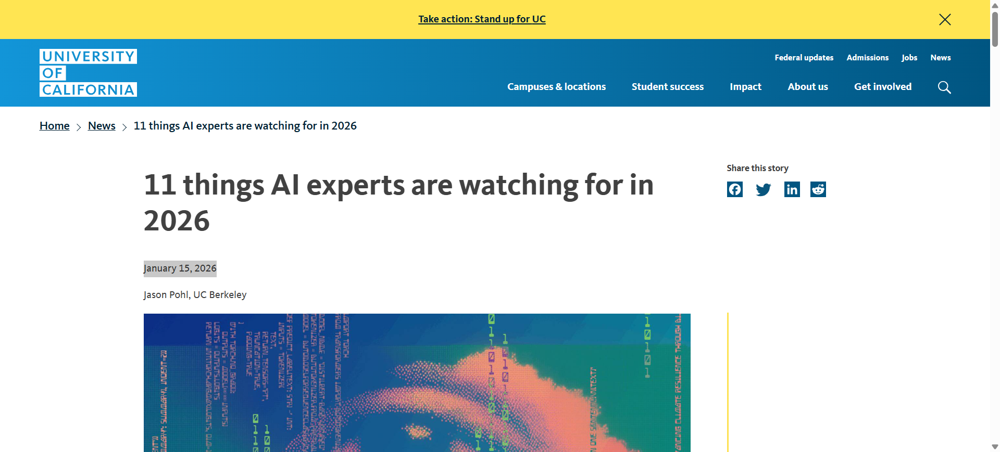 Take action: Stand up for UC
UNIVERSITY
OF
CALIFORNIA
Federal updates Admissions Jobs News
Campuses & locations Student success Impact About us Get involved
Home > News > 11 things AI experts are watching for in 2026
11 things AI experts are watching for in
2026
Share this story
January 15, 2026
Jason Pohl, UC Berkeley